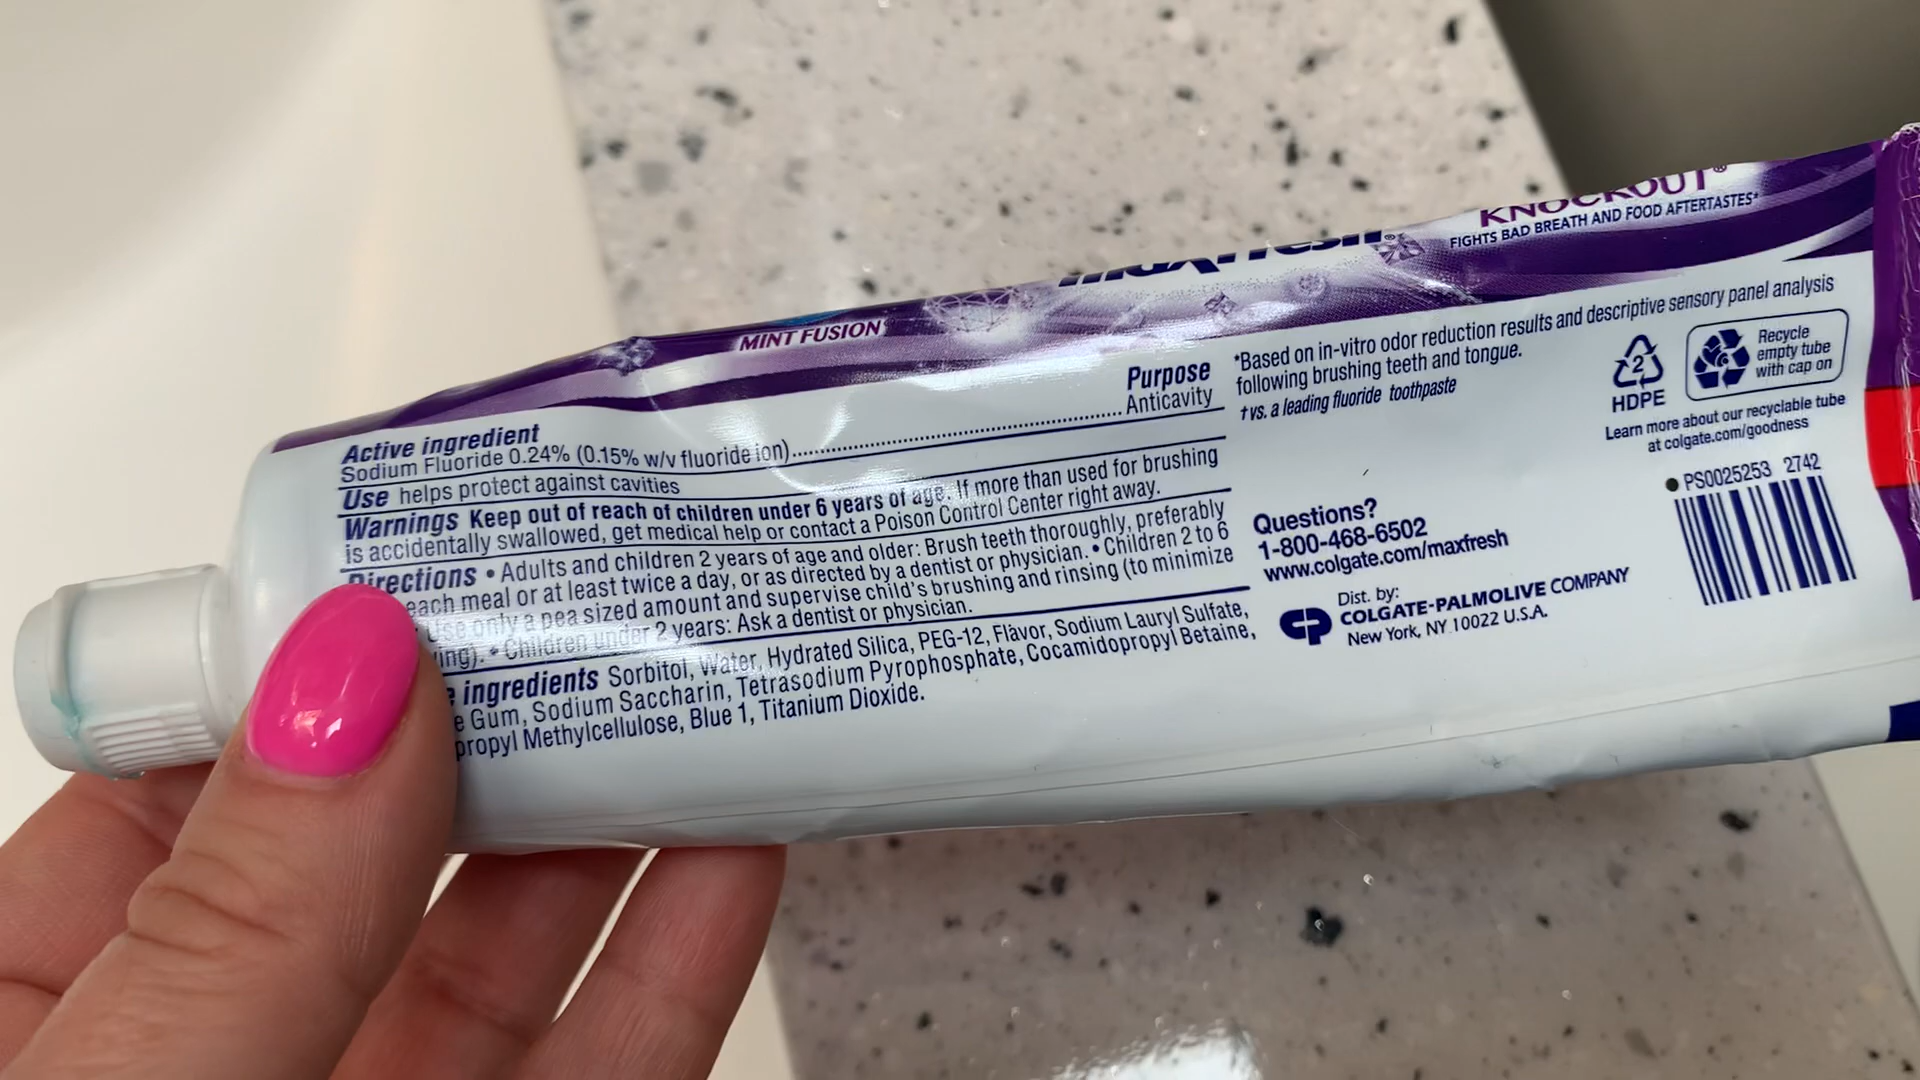 KNOCKOUT®
maxfresh®
FIGHTS BAD BREATH AND FOOD AFTERTASTES*
MINT FUSION
Active ingredient
Purpose
Sodium Fluoride 0.24% (0.15% w/v fluoride ion)........................Anticavity
Use helps protect against cavities
Warnings Keep out of reach of children under 6 years of age. If more than used for brushing
is accidentally swallowed, get medical help or contact a Poison Control Center right away.
Directions • Adults and children 2 years of age and older: Brush teeth thoroughly, preferably
each meal or at least twice a day, or as directed by a dentist or physician. • Children 2 to 6
Use only a pea sized amount and supervise child's brushing and rinsing (to minimize
ing). • Children under 2 years: Ask a dentist or physician.
e ingredients Sorbitol, Water, Hydrated Silica, PEG-12, Flavor, Sodium Lauryl Sulfate,
e Gum, Sodium Saccharin, Tetrasodium Pyrophosphate, Cocamidopropyl Betaine,
propyl Methylcellulose, Blue 1, Titanium Dioxide.
*Based on in-vitro odor reduction results and descriptive sensory panel analysis
following brushing teeth and tongue.
† vs. a leading fluoride toothpaste
2
HDPE
Recycle
empty tube
with cap on
Learn more about our recyclable tube
at colgate.com/goodness
PS0025253 2742
Questions?
1-800-468-6502
www.colgate.com/maxfresh
CP
Dist. by:
COLGATE-PALMOLIVE COMPANY
New York, NY 10022 U.S.A.